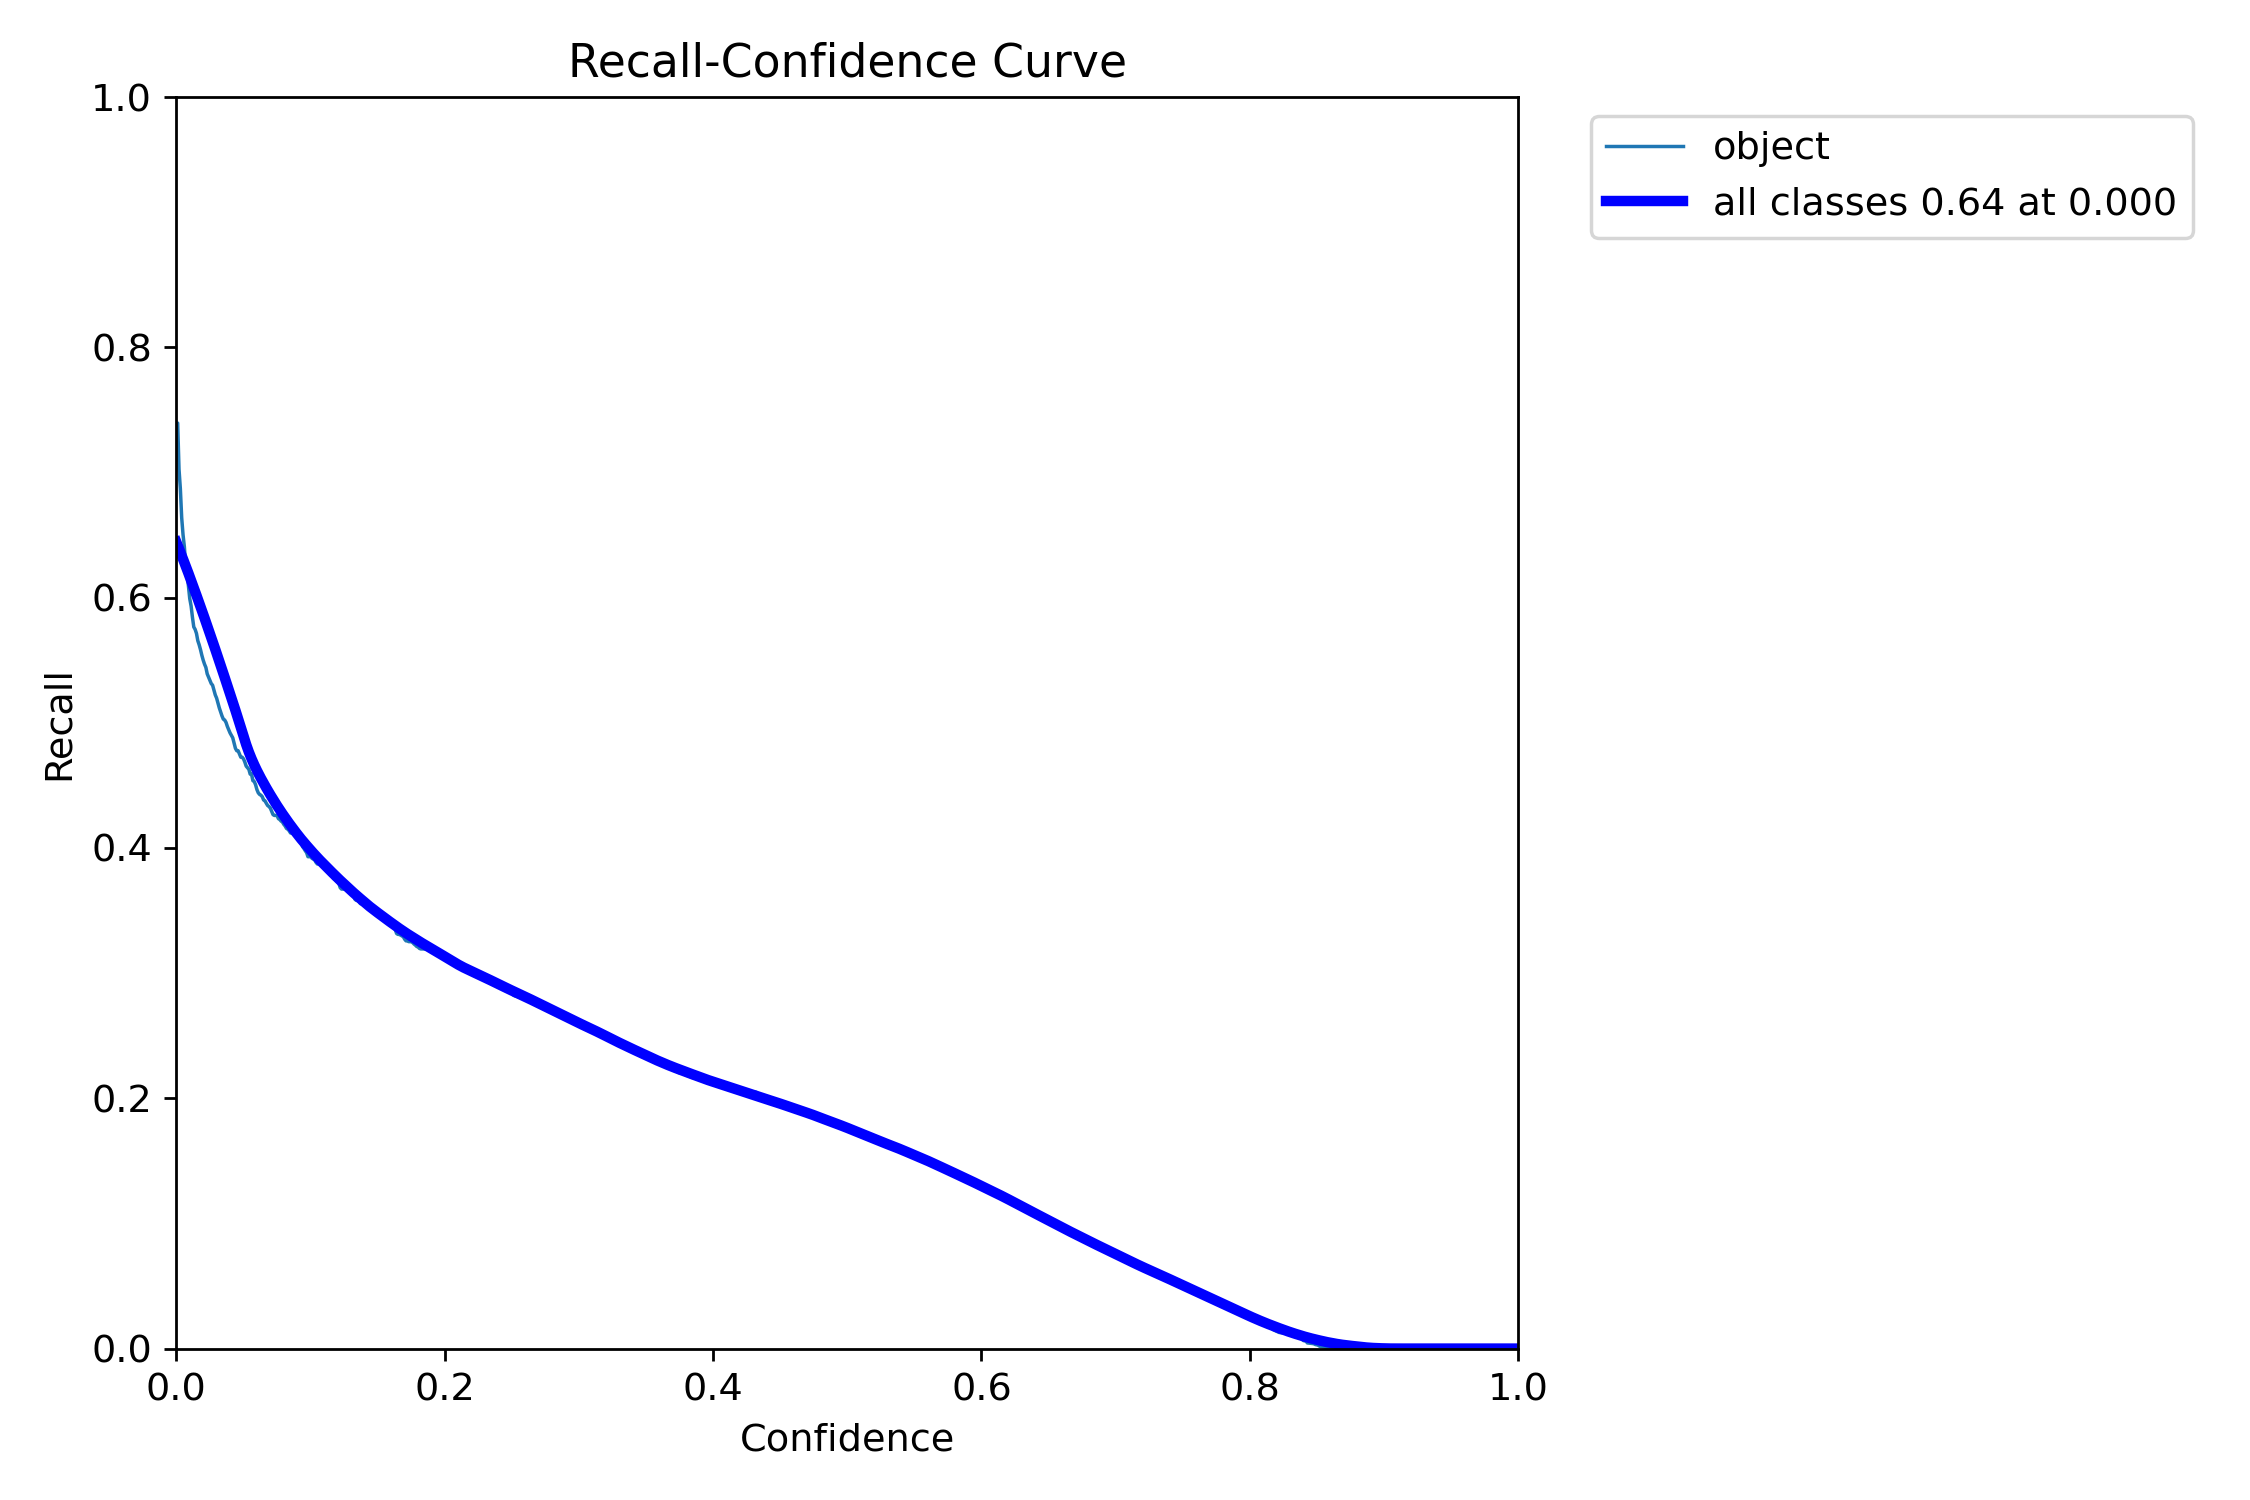 Recall-Confidence Curve
1.0
0.8
0.6
0.4
0.2
0.0
Recall
0.0 0.2 0.4 0.6 0.8 1.0
Confidence
object
all classes 0.64 at 0.000